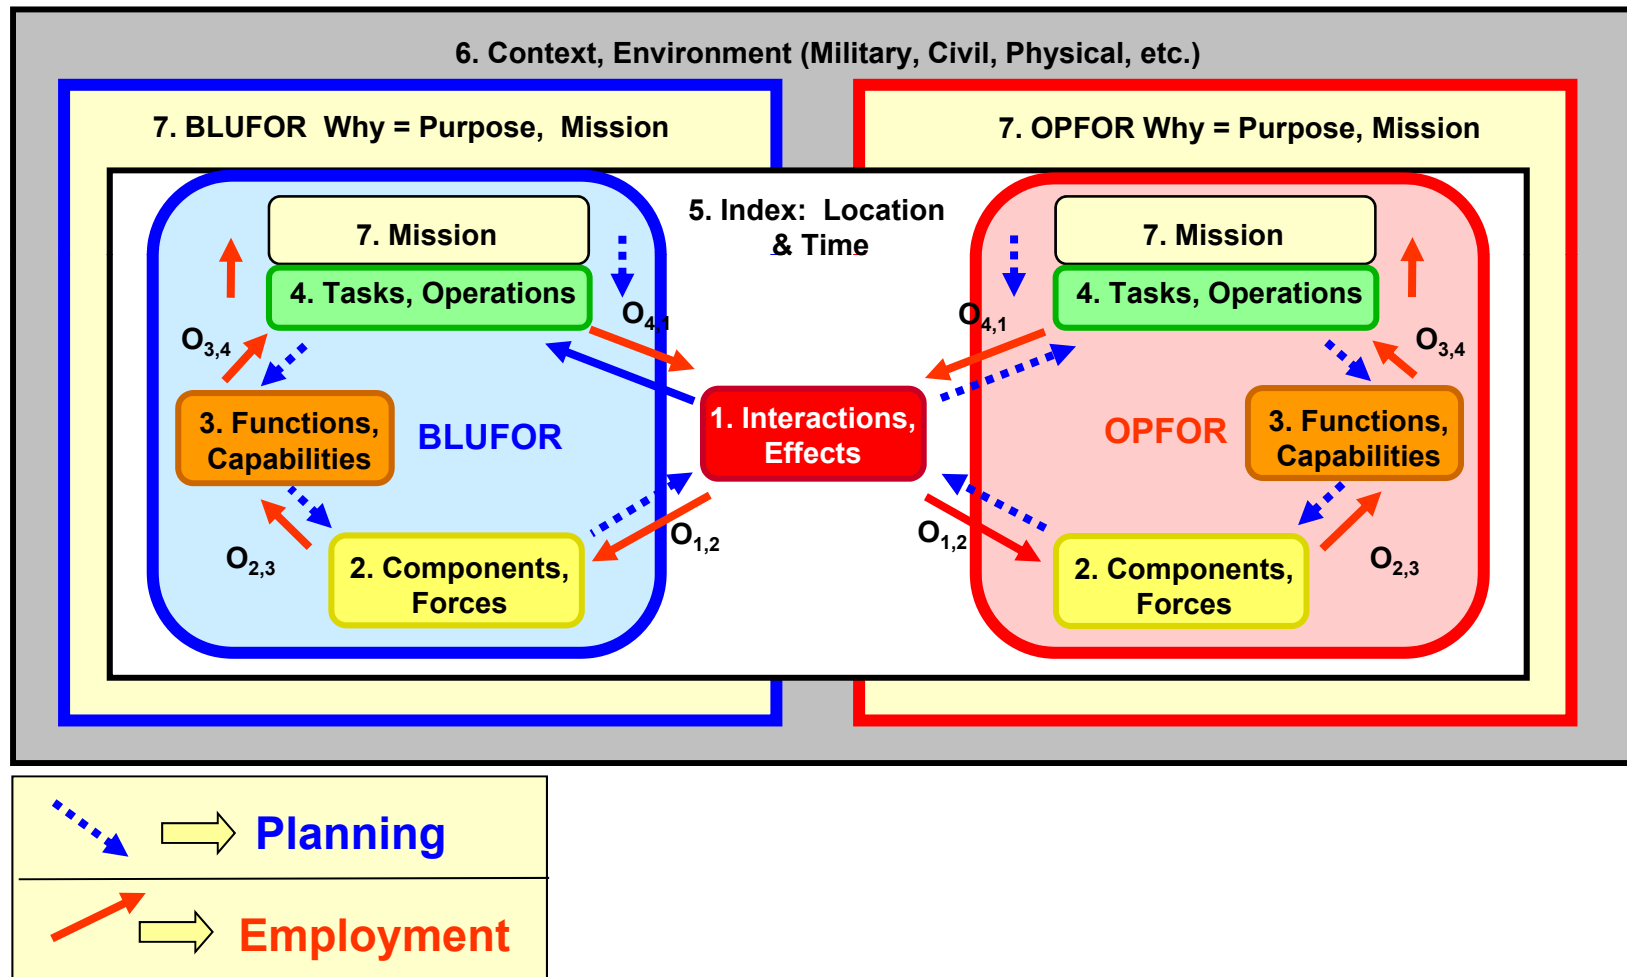 6. Context, Environment (Military, Civil, Physical, etc.)
7. BLUFOR  Why = Purpose,  Mission
7. OPFOR Why = Purpose, Mission
5. Index:  Location
& Time
7. Mission
4. Tasks, Operations
O4,1
O3,4
3. Functions,
Capabilities
BLUFOR
O2,3
2. Components,
Forces
O1,2
1. Interactions,
Effects
7. Mission
4. Tasks, Operations
O4,1
O3,4
OPFOR
3. Functions,
Capabilities
O1,2
2. Components,
Forces
O2,3
Planning
Employment